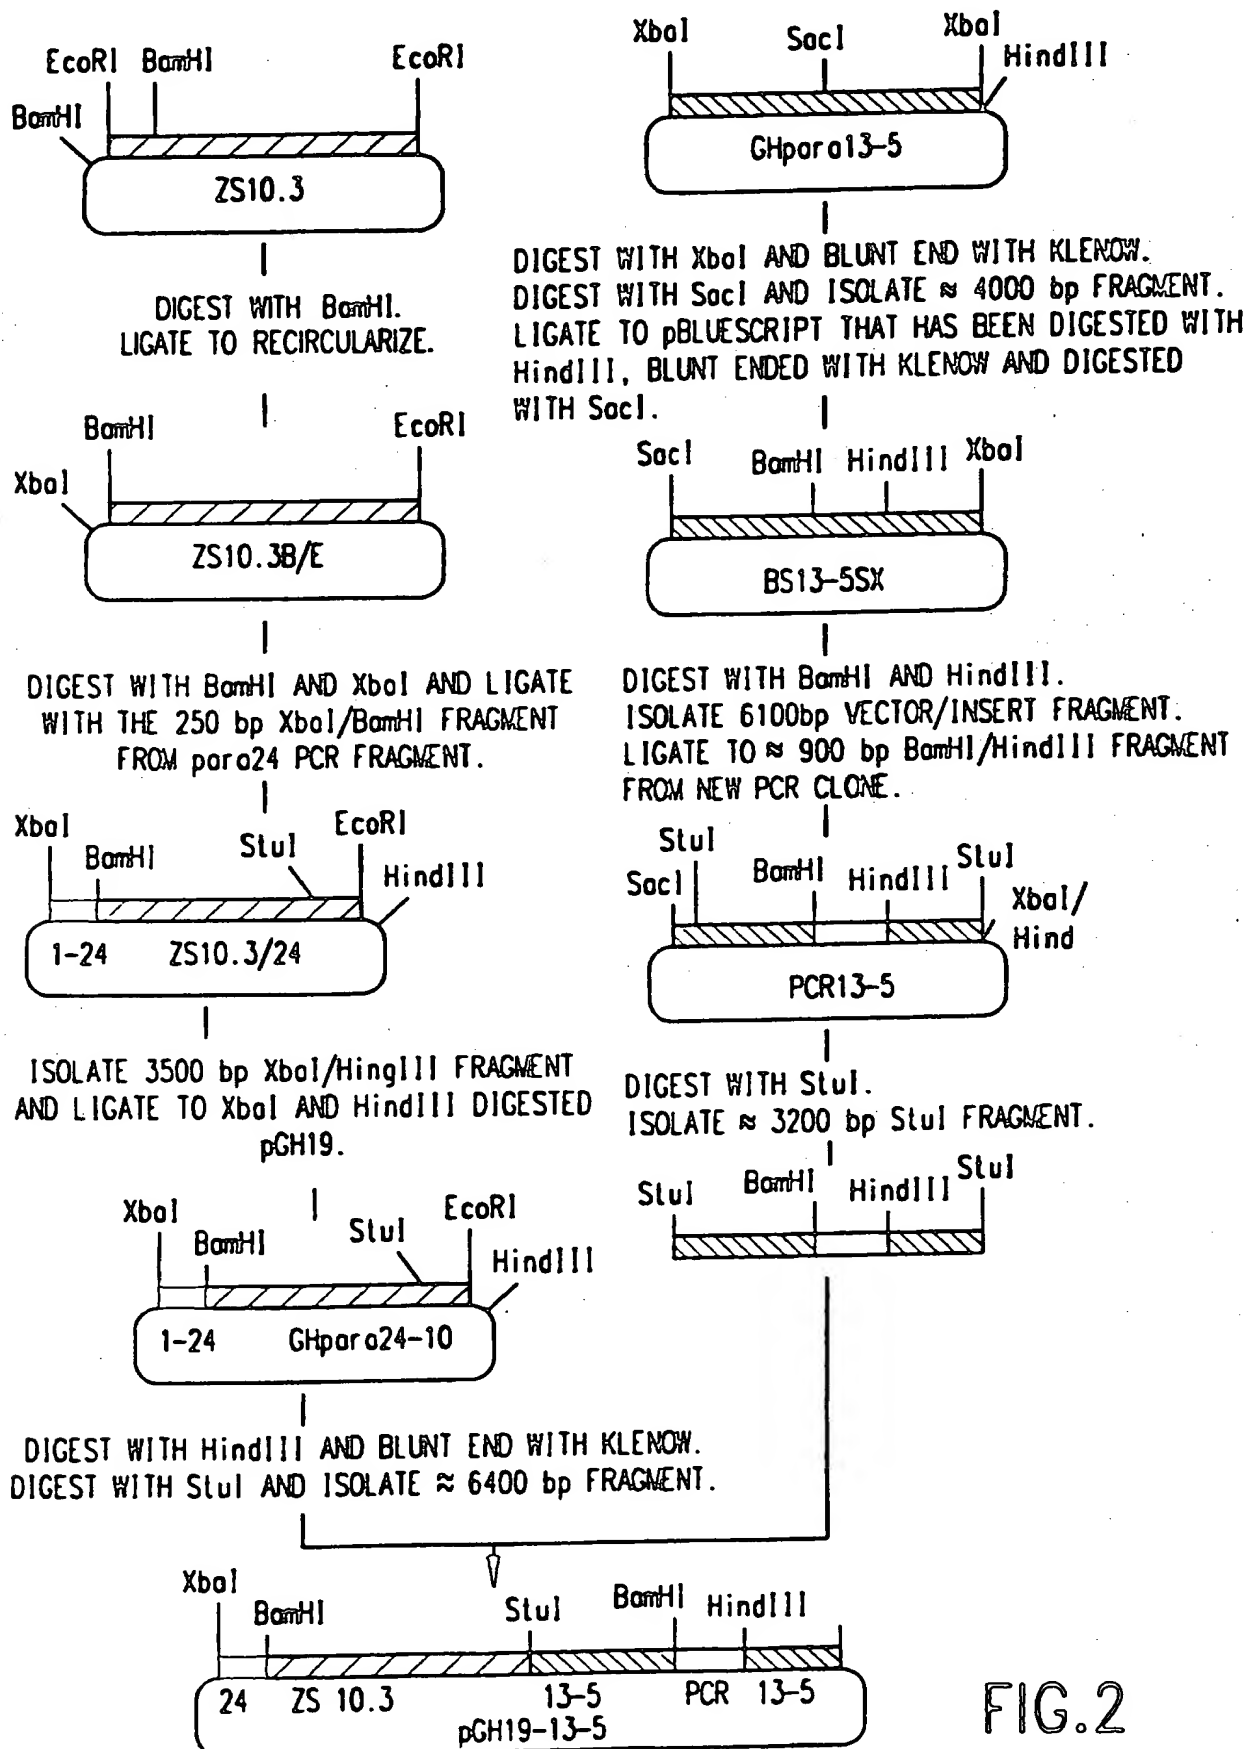 EcoRI BamHI EcoRI
BamHI
ZS10.3
DIGEST WITH BamHI.
LIGATE TO RECIRCULARIZE.
BamHI EcoRI
XbaI
ZS10.3B/E
DIGEST WITH BamHI AND XbaI AND LIGATE
WITH THE 250 bp XbaI/BamHI FRAGMENT
FROM para24 PCR FRAGMENT.
XbaI StuI EcoRI
BamHI HindIII
1-24 ZS10.3/24
ISOLATE 3500 bp XbaI/HingIII FRAGMENT
AND LIGATE TO XbaI AND HindIII DIGESTED
pGH19.
XbaI StuI EcoRI
BamHI HindIII
1-24 GHpara24-10
DIGEST WITH HindIII AND BLUNT END WITH KLENOW.
DIGEST WITH StuI AND ISOLATE ≈ 6400 bp FRAGMENT.
XbaI SacI XbaI
HindIII
GHpara13-5
DIGEST WITH XbaI AND BLUNT END WITH KLENOW.
DIGEST WITH SacI AND ISOLATE ≈ 4000 bp FRAGMENT.
LIGATE TO pBLUESCRIPT THAT HAS BEEN DIGESTED WITH
HindIII, BLUNT ENDED WITH KLENOW AND DIGESTED
WITH SacI.
SacI BamHI HindIII XbaI
BS13-5SX
DIGEST WITH BamHI AND HindIII.
ISOLATE 6100bp VECTOR/INSERT FRAGMENT.
LIGATE TO ≈ 900 bp BamHI/HindIII FRAGMENT
FROM NEW PCR CLONE.
StuI BamHI HindIII StuI
SacI XbaI/
Hind
PCR13-5
DIGEST WITH StuI.
ISOLATE ≈ 3200 bp StuI FRAGMENT.
StuI BamHI HindIII StuI
XbaI
BamHI StuI BamHI HindIII
24 ZS 10.3 13-5 PCR 13-5
pGH19-13-5
FIG.2